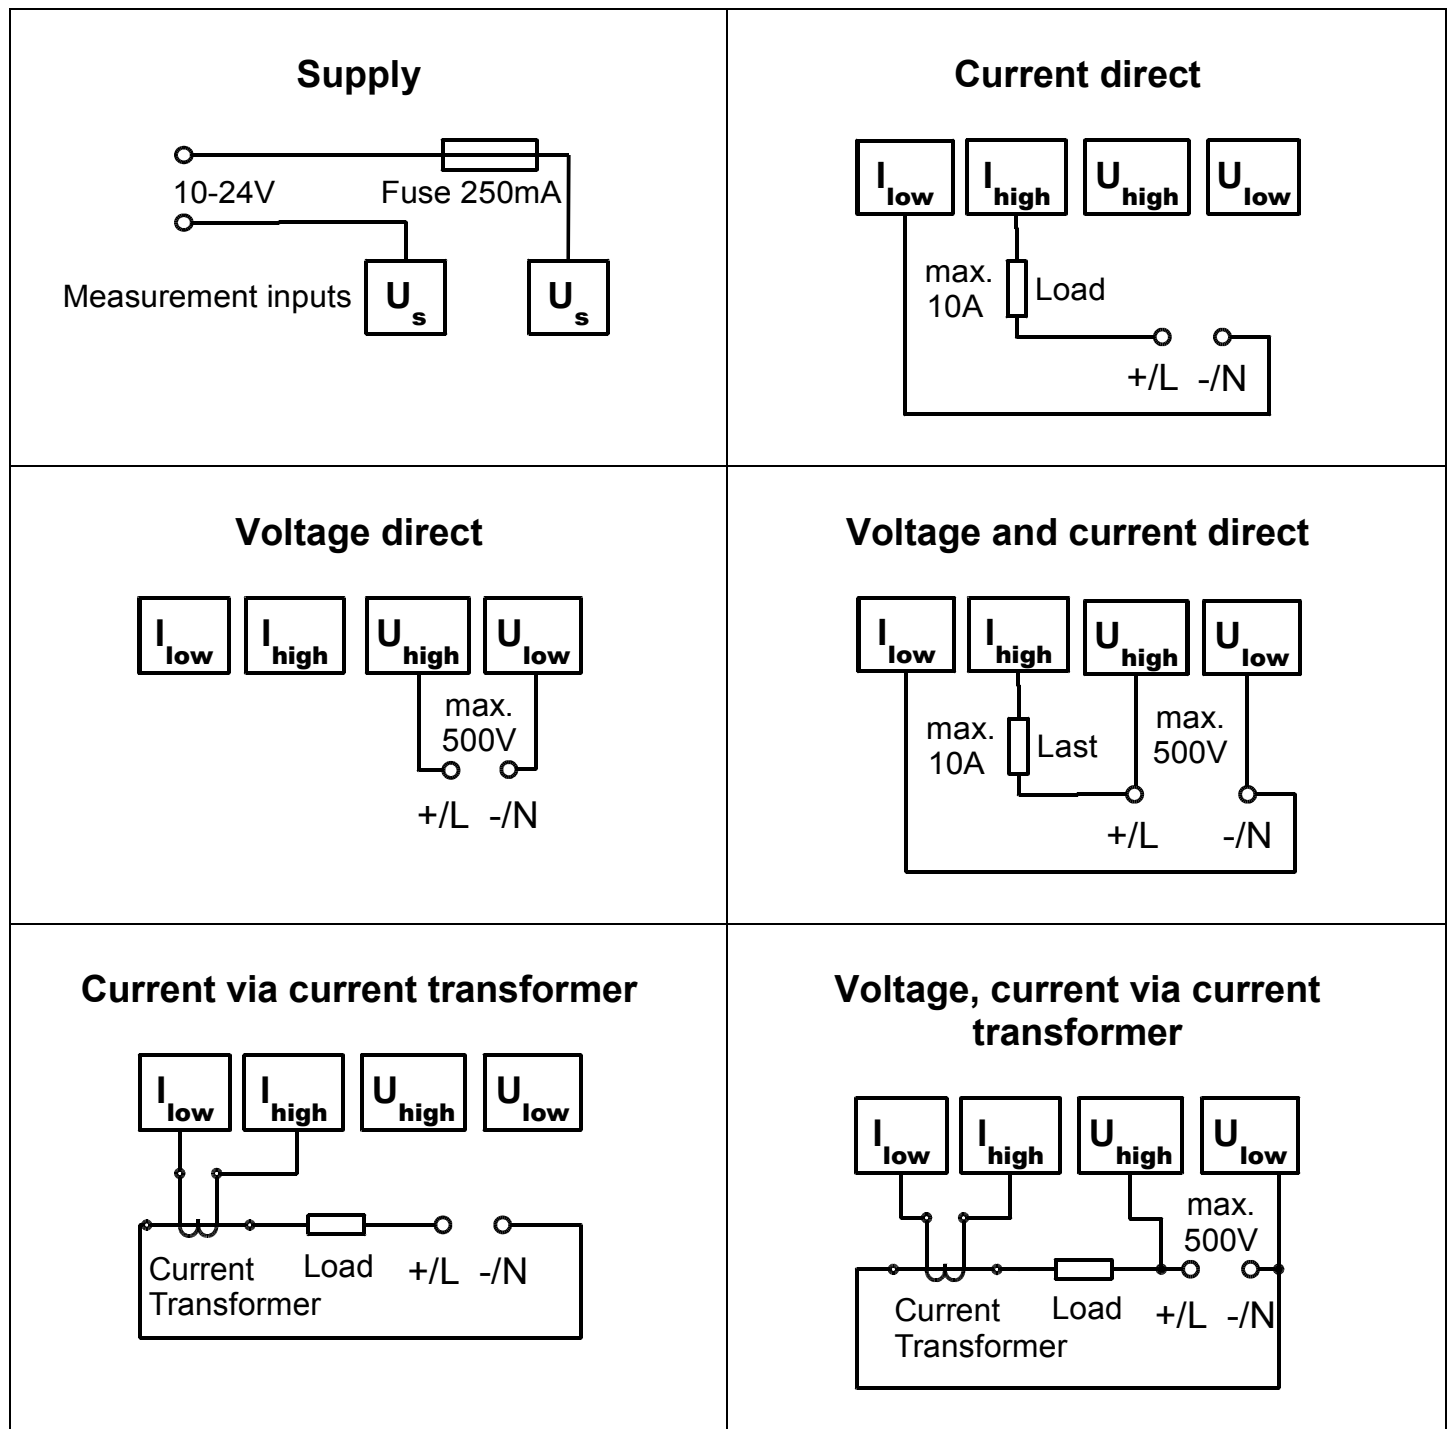 Supply
10-24V
Fuse 250mA
Measurement inputs
Us
Us
Current direct
Ilow
Ihigh
Uhigh
Ulow
max.
10A
Load
+/L -/N
Voltage direct
Ilow
Ihigh
Uhigh
Ulow
max.
500V
+/L -/N
Voltage and current direct
Ilow
Ihigh
Uhigh
Ulow
max.
10A
Last
max.
500V
+/L -/N
Current via current transformer
Ilow
Ihigh
Uhigh
Ulow
Current
Transformer
Load
+/L -/N
Voltage, current via current
transformer
Ilow
Ihigh
Uhigh
Ulow
max.
500V
Current
Transformer
Load
+/L -/N